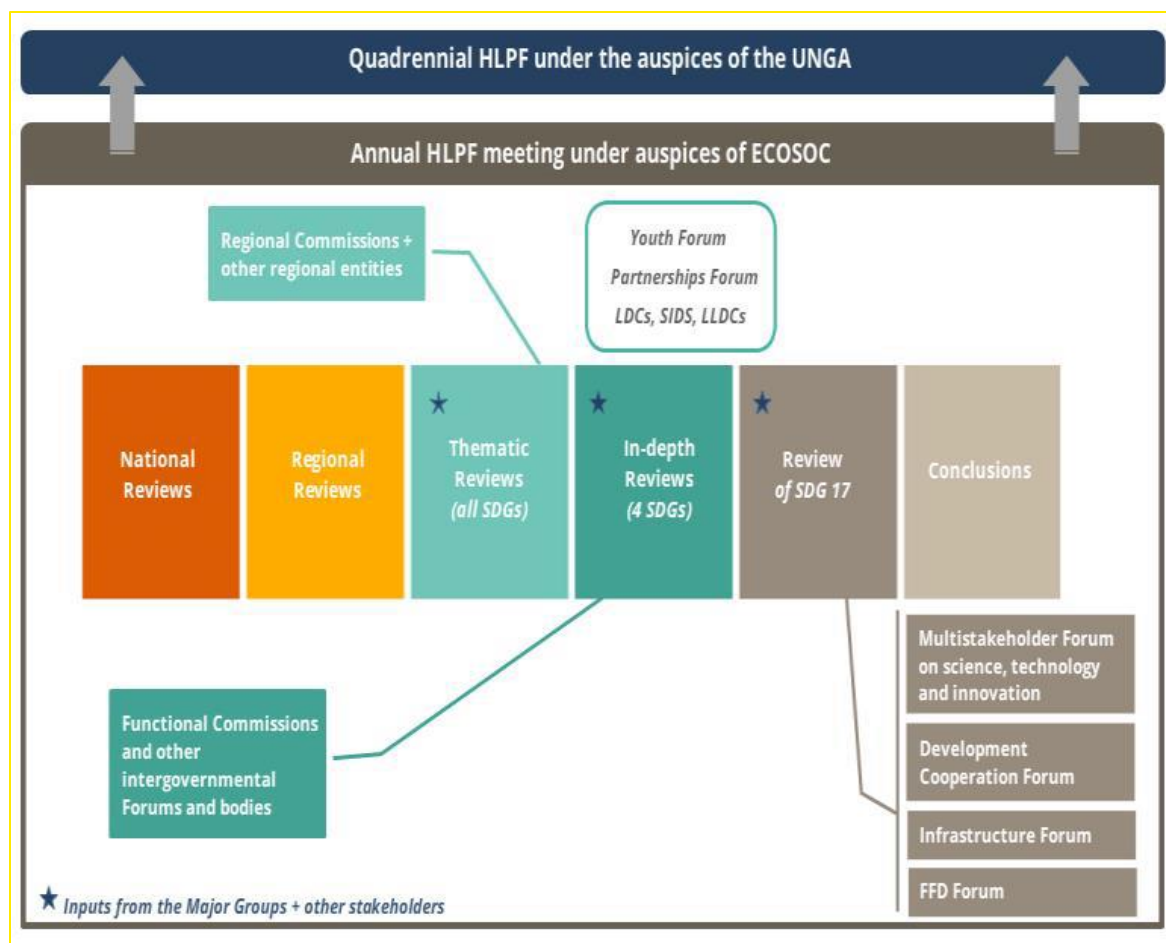 Quadrennial HLPF under the auspices of the UNGA
Annual HLPF meeting under auspices of ECOSOC
Regional Commissions +
other regional entities
Youth Forum
Partnerships Forum
LDCs, SIDS, LLDCs
National
Reviews
Regional
Reviews
Thematic
Reviews
(all SDGs)
In-depth
Reviews
(4 SDGs)
Review
of SDG 17
Conclusions
Functional Commissions
and other
intergovernmental
Forums and bodies
Multistakeholder Forum
on science, technology
and innovation
Development
Cooperation Forum
Infrastructure Forum
FFD Forum
Inputs from the Major Groups + other stakeholders